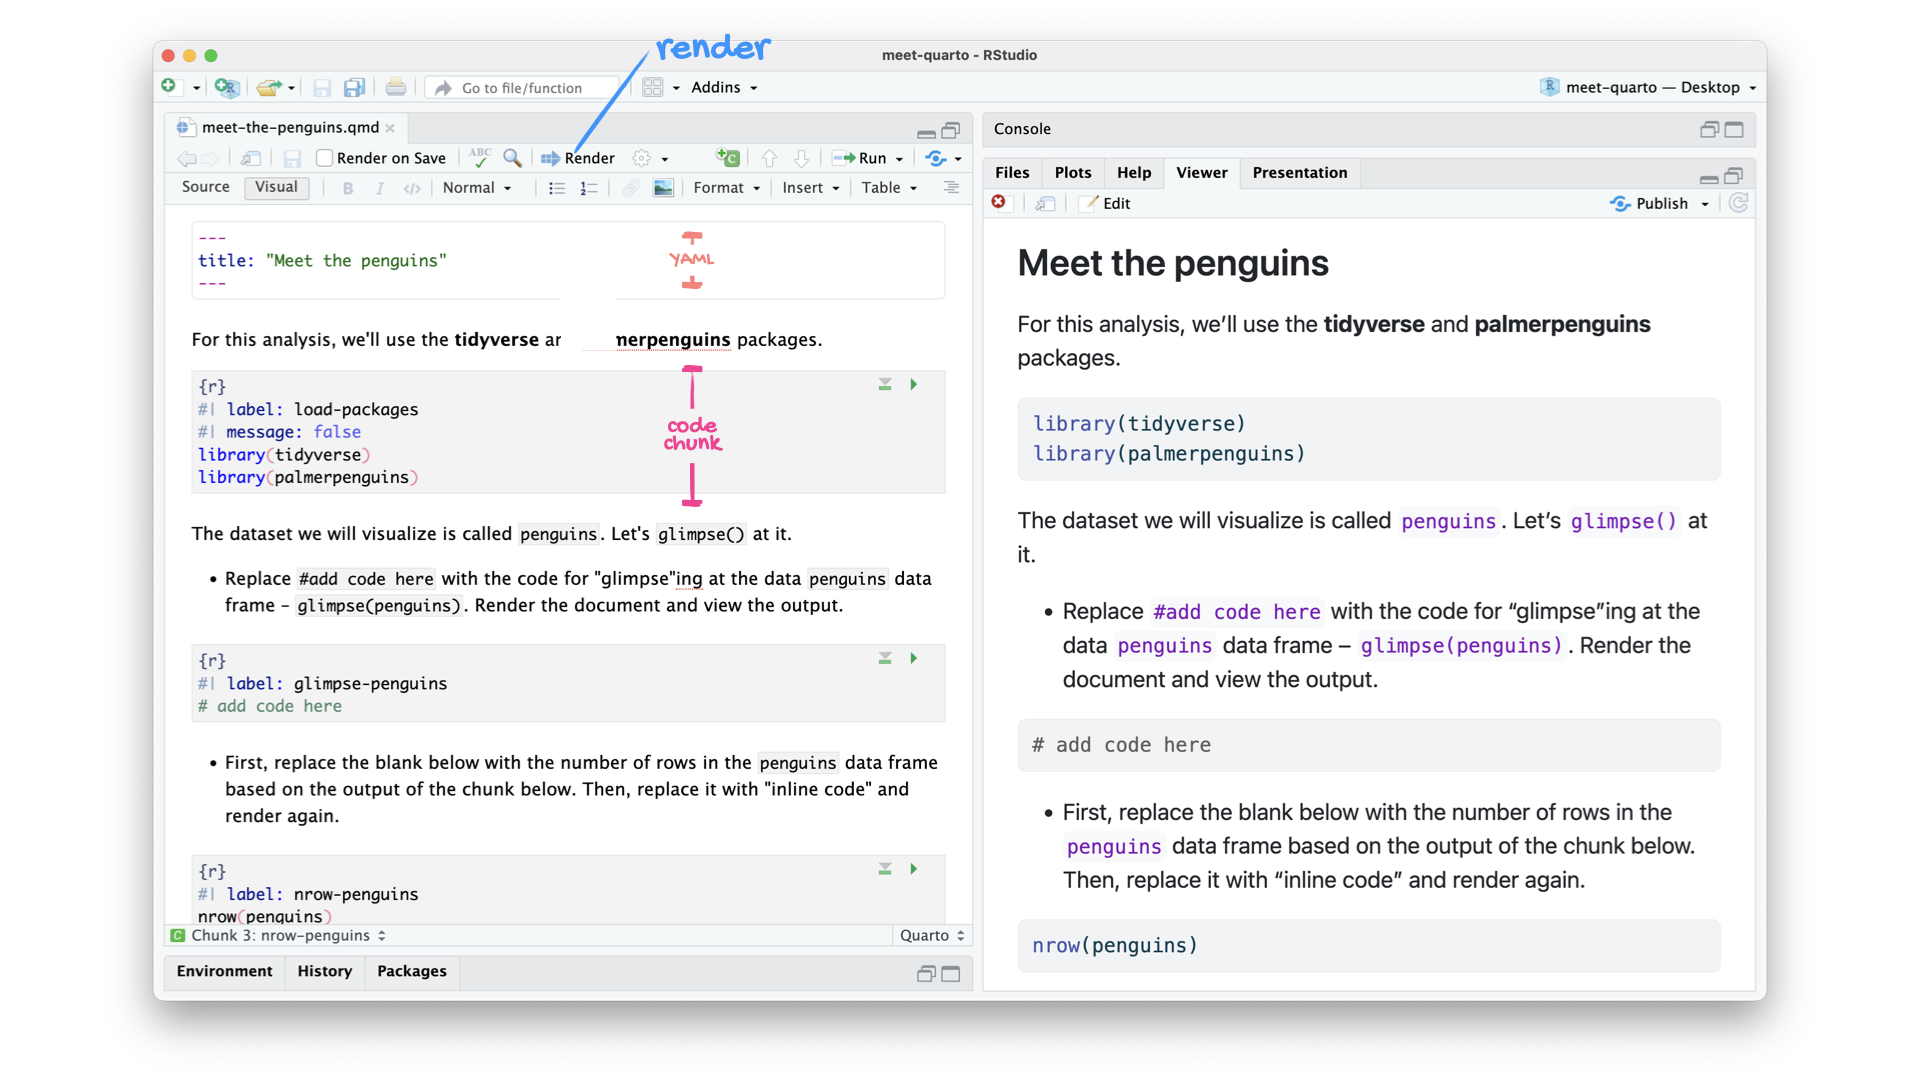 render
meet-quarto - RStudio
Go to file/function
Addins
meet-quarto — Desktop
meet-the-penguins.qmd
Render on Save
ABC
Render
Run
Source
Visual
B
I
</>
Normal
Format
Insert
Table
---
title: "Meet the penguins"
---
YAML
For this analysis, we'll use the tidyverse ar merpenguins packages.
{r}
#| label: load-packages
#| message: false
library(tidyverse)
library(palmerpenguins)
code
chunk
The dataset we will visualize is called penguins. Let's glimpse() at it.
• Replace #add code here with the code for "glimpse"ing at the data penguins data
frame – glimpse(penguins). Render the document and view the output.
{r}
#| label: glimpse-penguins
# add code here
• First, replace the blank below with the number of rows in the penguins data frame
based on the output of the chunk below. Then, replace it with "inline code" and
render again.
{r}
#| label: nrow-penguins
nrow(penguins)
C Chunk 3: nrow-penguins
Quarto
Environment
History
Packages
Console
Files
Plots
Help
Viewer
Presentation
Edit
Publish
Meet the penguins
For this analysis, we’ll use the tidyverse and palmerpenguins
packages.
library(tidyverse)
library(palmerpenguins)
The dataset we will visualize is called penguins. Let’s glimpse() at
it.
• Replace #add code here with the code for “glimpse”ing at the
data penguins data frame – glimpse(penguins). Render the
document and view the output.
# add code here
• First, replace the blank below with the number of rows in the
penguins data frame based on the output of the chunk below.
Then, replace it with “inline code” and render again.
nrow(penguins)